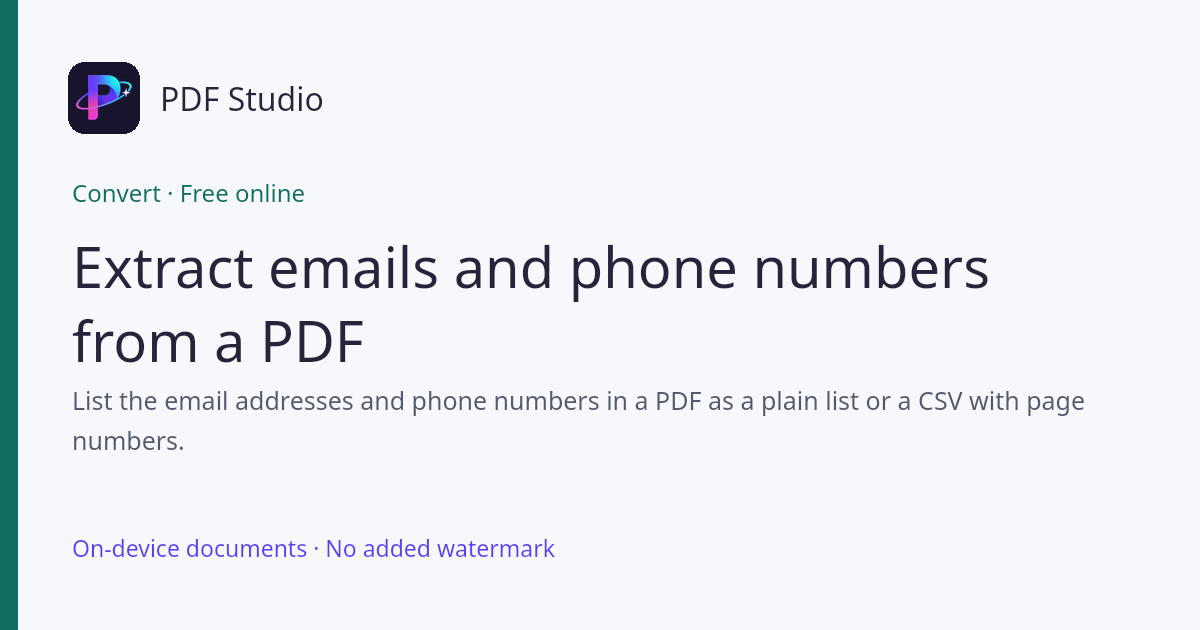 PDF Studio
Convert · Free online
Extract emails and phone numbers
from a PDF
List the email addresses and phone numbers in a PDF as a plain list or a CSV with page
numbers.
On-device documents · No added watermark